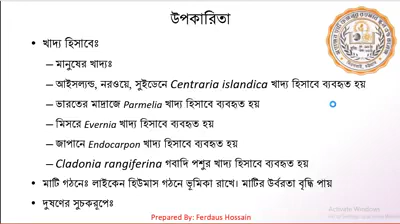 উপকারিতা
• খাদ্য হিসাবেঃ
– মানুষের খাদ্যঃ
– আইসল্যন্ড, নরওয়ে, সুইডেনে Centraria islandica খাদ্য হিসাবে ব্যবহৃত হয়
– ভারতের মাদ্রাজে Parmelia খাদ্য হিসাবে ব্যবহৃত হয়
– মিসরে Evernia খাদ্য হিসাবে ব্যবহৃত হয়
– জাপানে Endocarpon খাদ্য হিসাবে ব্যবহৃত হয়
– Cladonia rangiferina গবাদি পশুর খাদ্য হিসাবে ব্যবহৃত হয়
• মাটি গঠনেঃ লাইকেন হিউমাস গঠনে ভূমিকা রাখে। মাটির উর্বরতা বৃদ্ধি পায়
• দুষণের সুচকরূপেঃ
Activate Windows
Prepared By: Ferdaus Hossain